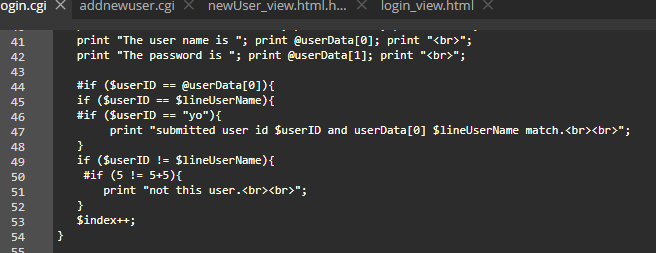 ogin.cgi addnewuser.cgi newUser_view.html.h... login_view.html
41 print "The user name is "; print @userData[0]; print "<br>";
42 print "The password is "; print @userData[1]; print "<br>";
43
44 #if ($userID == @userData[0]){
45 if ($userID == $lineUserName){
46 #if ($userID == "yo"){
47 print "submitted user id $userID and userData[0] $lineUserName match.<br><br>";
48 }
49 if ($userID != $lineUserName){
50 #if (5 != 5+5){
51 print "not this user.<br><br>";
52 }
53 $index++;
54 }
55